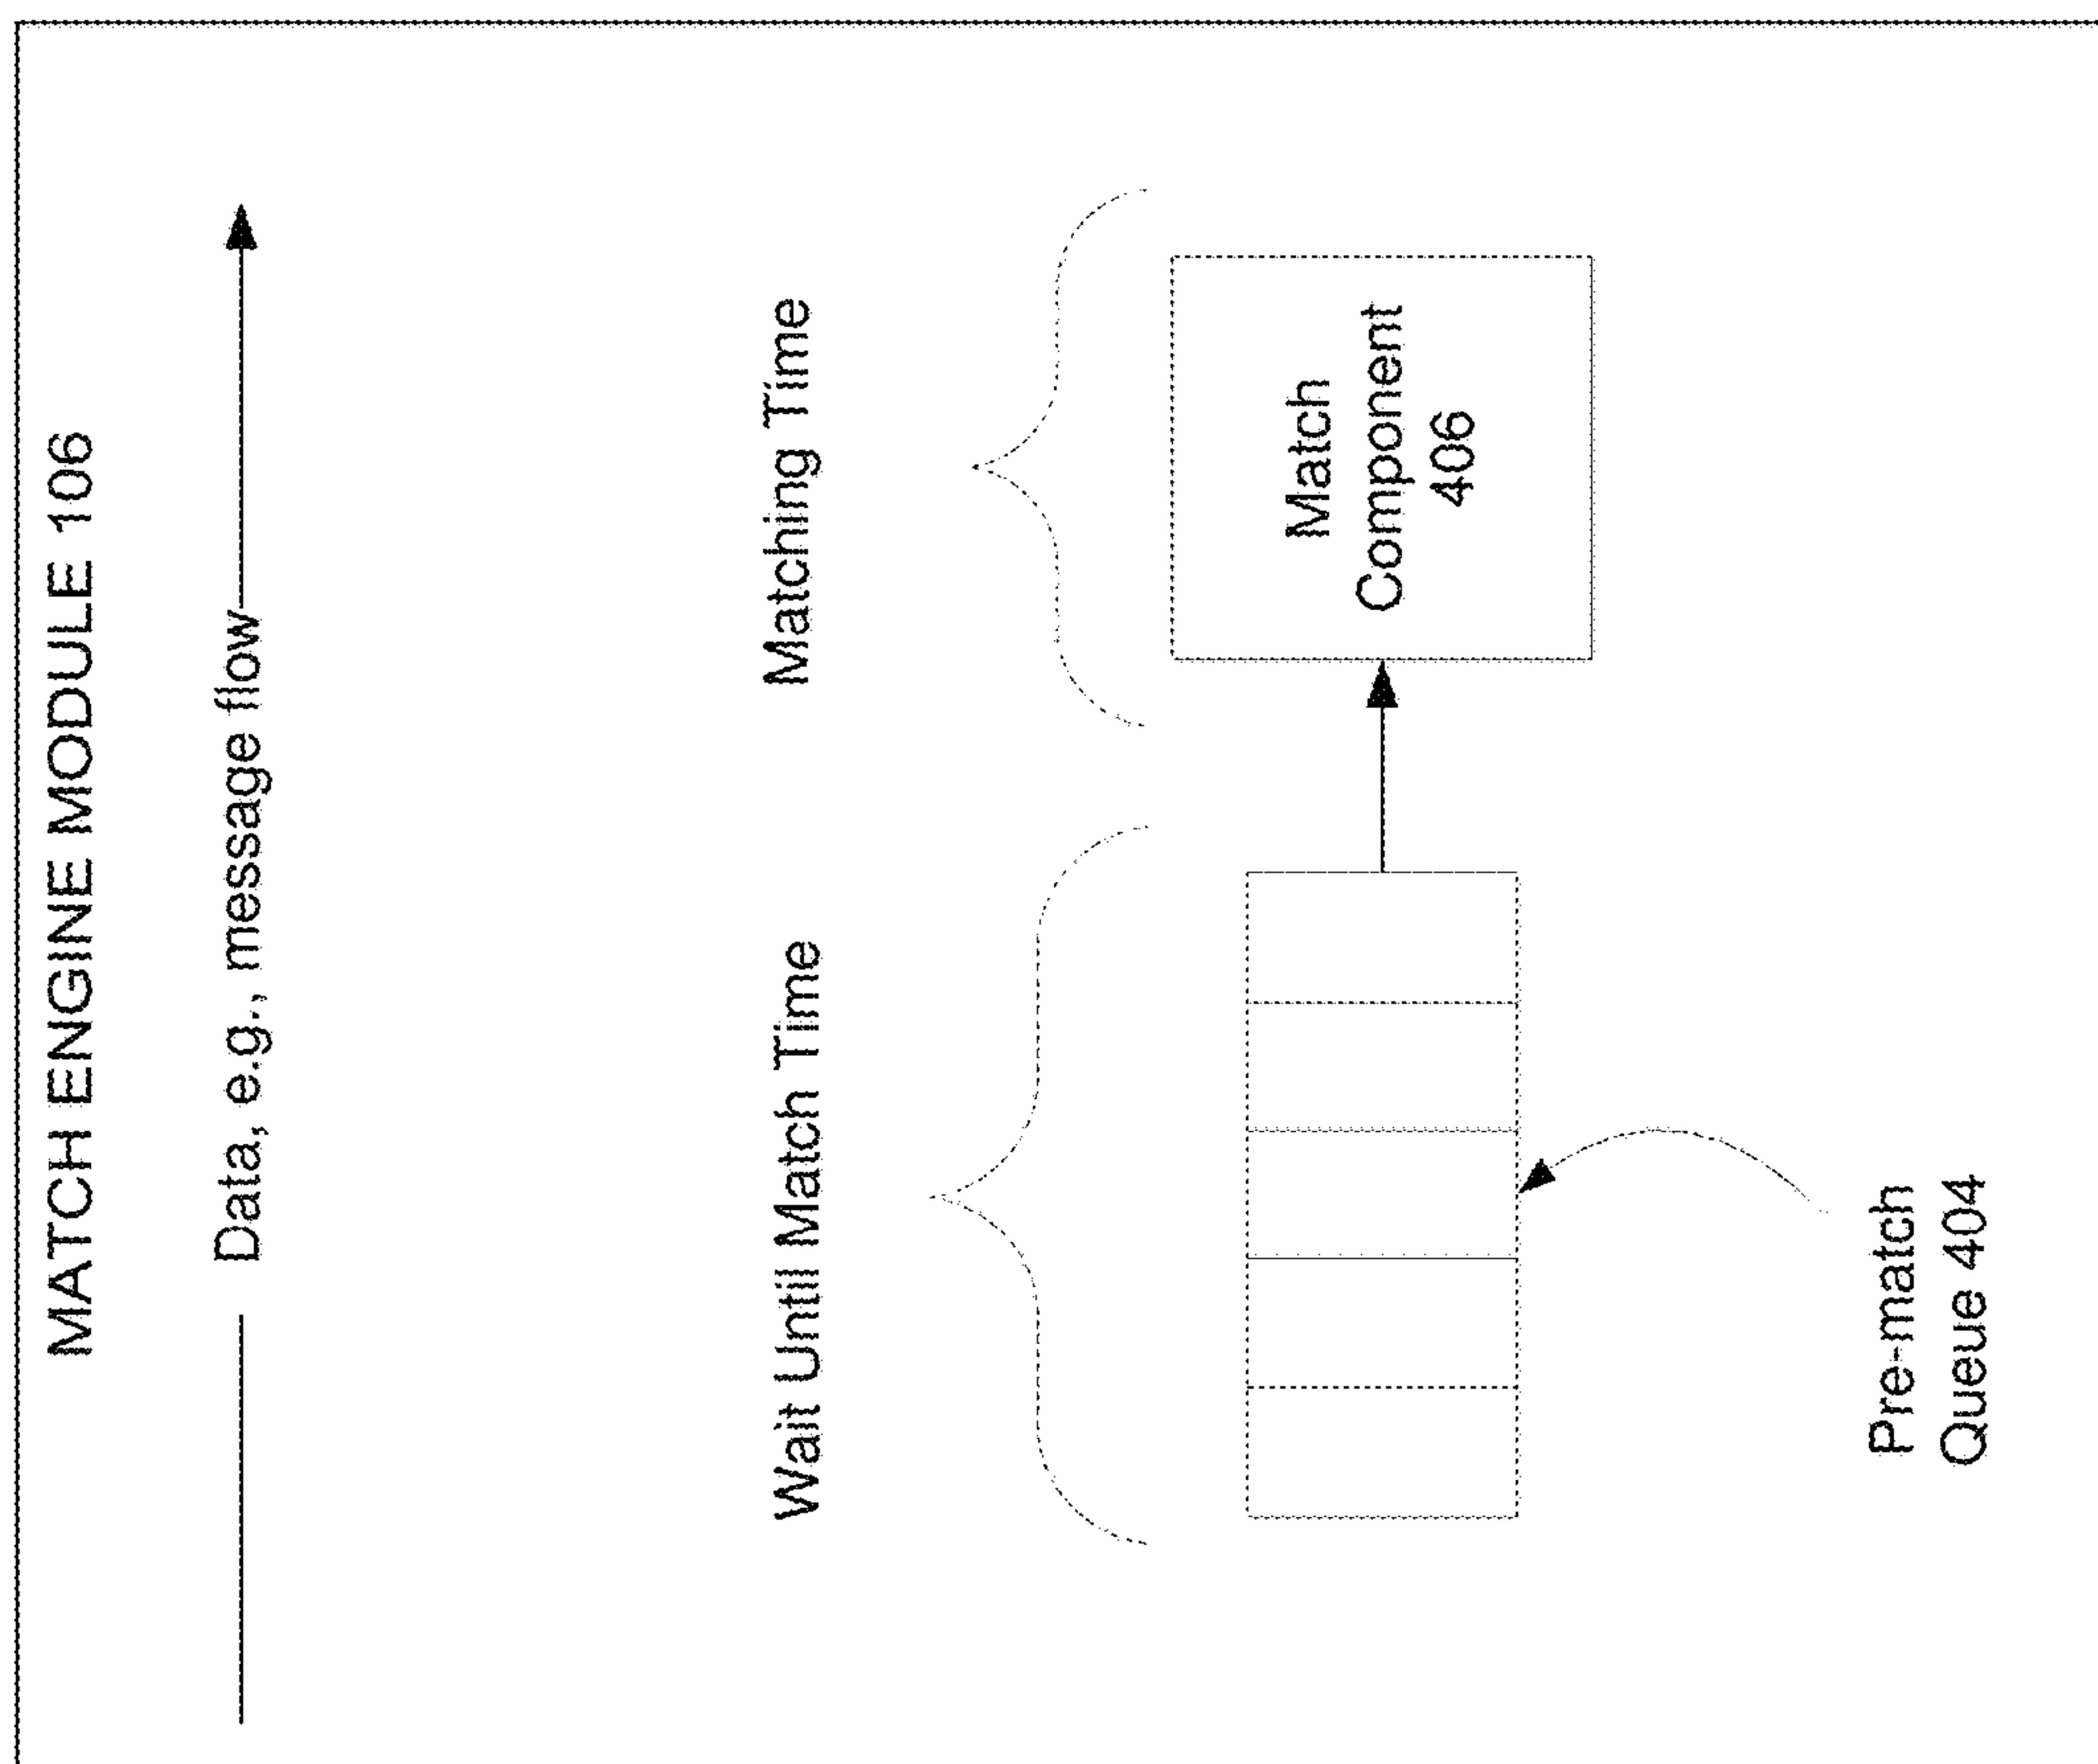 MATCH ENGINE MODULE 106
Data, e.g., message flow
Wait Until Match Time
Matching Time
Match
Component
406
Pre-match
Queue 404